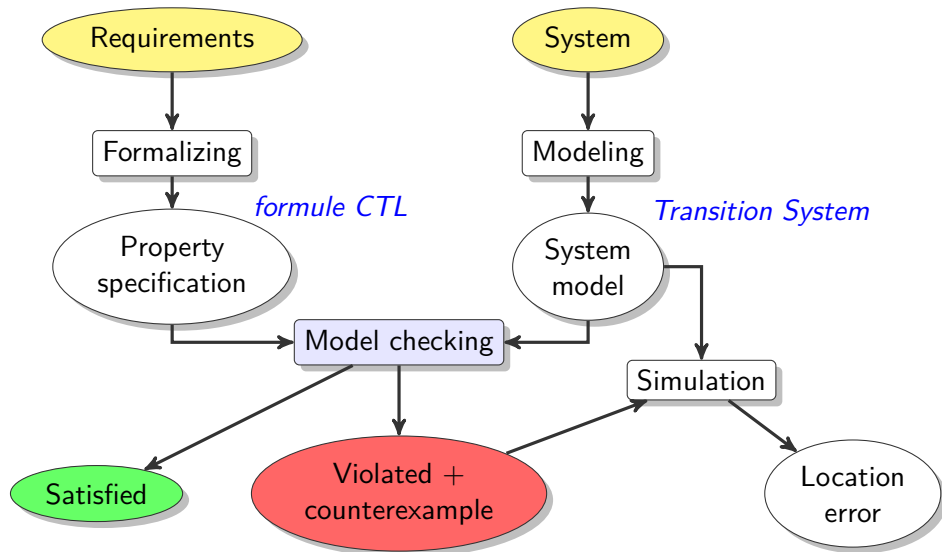 Requirements
System
Formalizing
Modeling
formule CTL
Transition System
Property
specification
System
model
Model checking
Simulation
Satisfied
Violated +
counterexample
Location
error